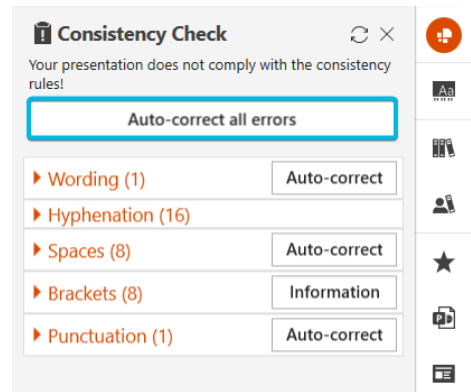 Consistency Check
Your presentation does not comply with the consistency
rules!
Auto-correct all errors
Wording (1) Auto-correct
Hyphenation (16)
Spaces (8) Auto-correct
Brackets (8) Information
Punctuation (1) Auto-correct
Aa